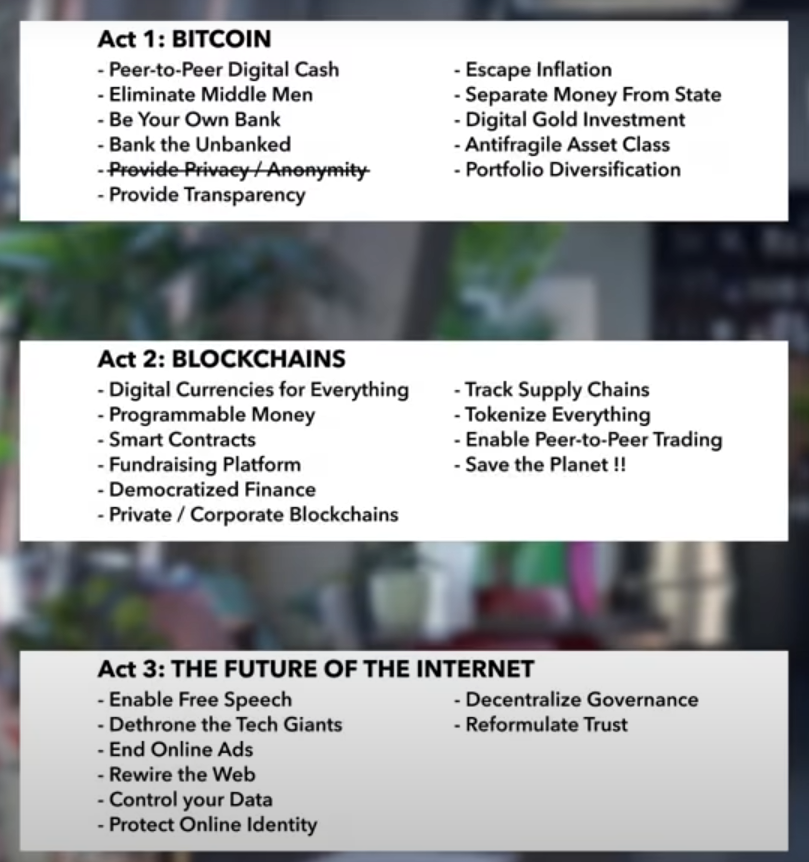 Act 1: BITCOIN
- Peer-to-Peer Digital Cash
- Eliminate Middle Men
- Be Your Own Bank
- Bank the Unbanked
- Provide Privacy / Anonymity
- Provide Transparency
- Escape Inflation
- Separate Money From State
- Digital Gold Investment
- Antifragile Asset Class
- Portfolio Diversification
Act 2: BLOCKCHAINS
- Digital Currencies for Everything
- Programmable Money
- Smart Contracts
- Fundraising Platform
- Democratized Finance
- Private / Corporate Blockchains
- Track Supply Chains
- Tokenize Everything
- Enable Peer-to-Peer Trading
- Save the Planet !!
Act 3: THE FUTURE OF THE INTERNET
- Enable Free Speech
- Dethrone the Tech Giants
- End Online Ads
- Rewire the Web
- Control your Data
- Protect Online Identity
- Decentralize Governance
- Reformulate Trust